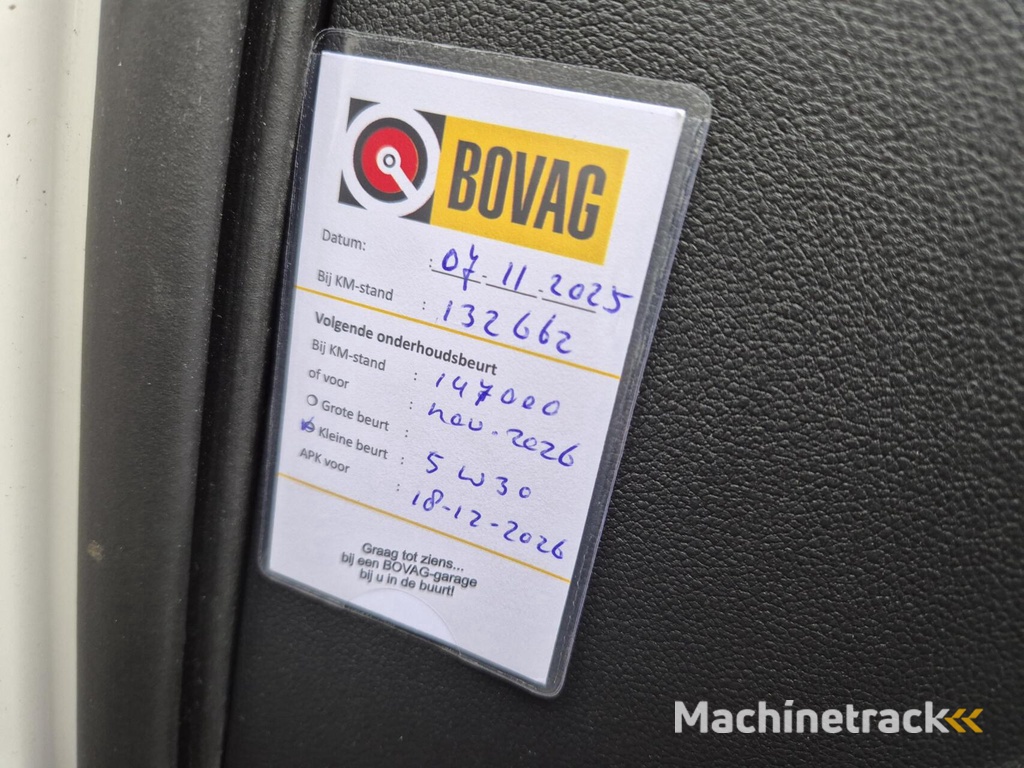 BOVAG
Datum: : 07-11-2025
Bij KM-stand : 132662
Volgende onderhoudsbeurt
Bij KM-stand : 147000
of voor : nov-2026
Grote beurt :
Kleine beurt : 5W30
APK voor : 18-12-2026
Graag tot ziens...
bij een BOVAG-garage
bij u in de buurt!
Machinetrack